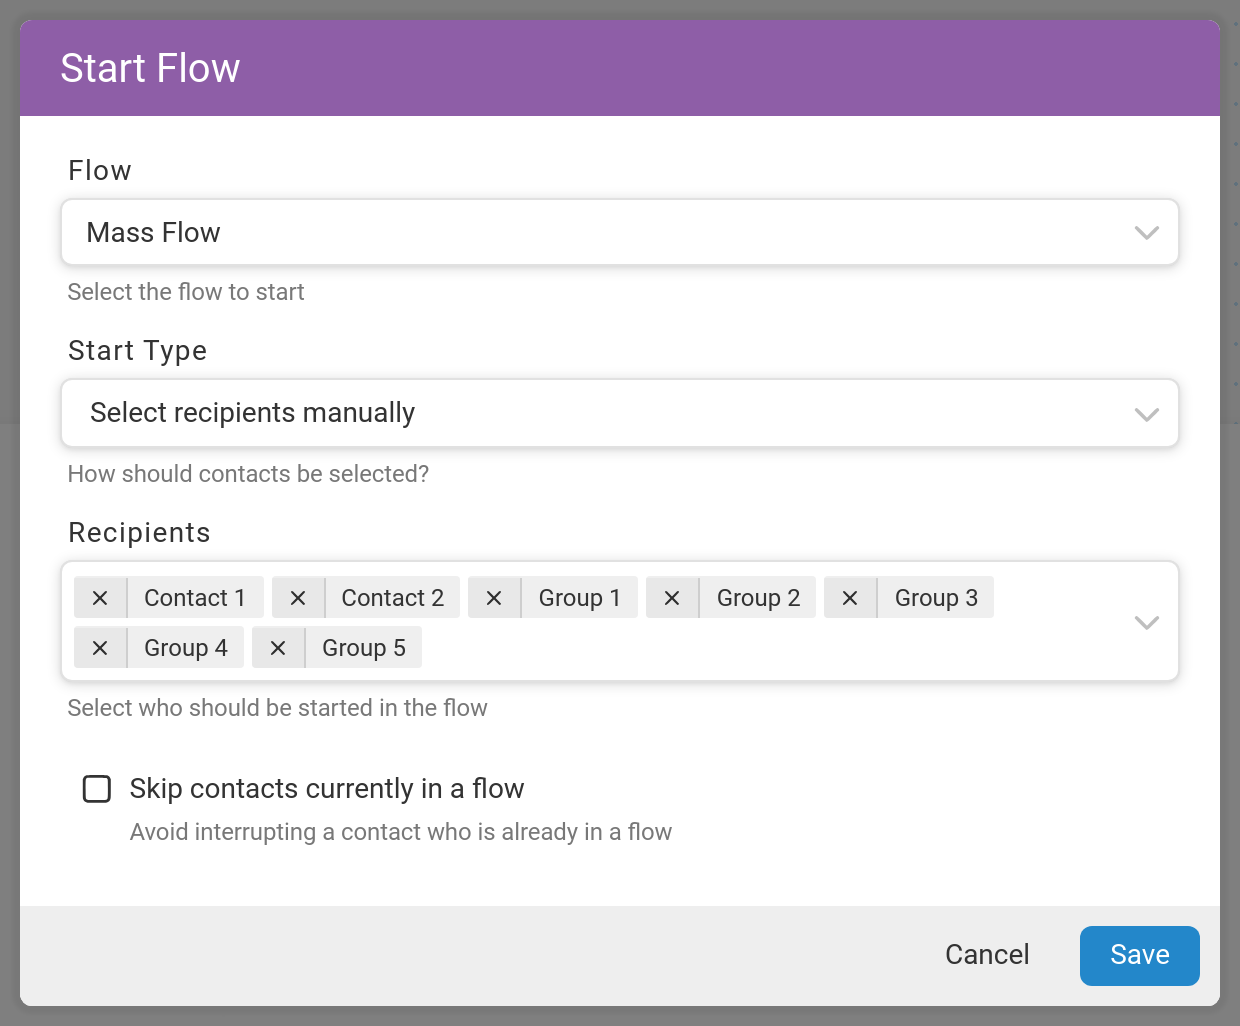 Start Flow
Flow
Mass Flow
Select the flow to start
Start Type
Select recipients manually
How should contacts be selected?
Recipients
Contact 1 Contact 2 Group 1 Group 2 Group 3
Group 4 Group 5
Select who should be started in the flow
Skip contacts currently in a flow
Avoid interrupting a contact who is already in a flow
Cancel Save